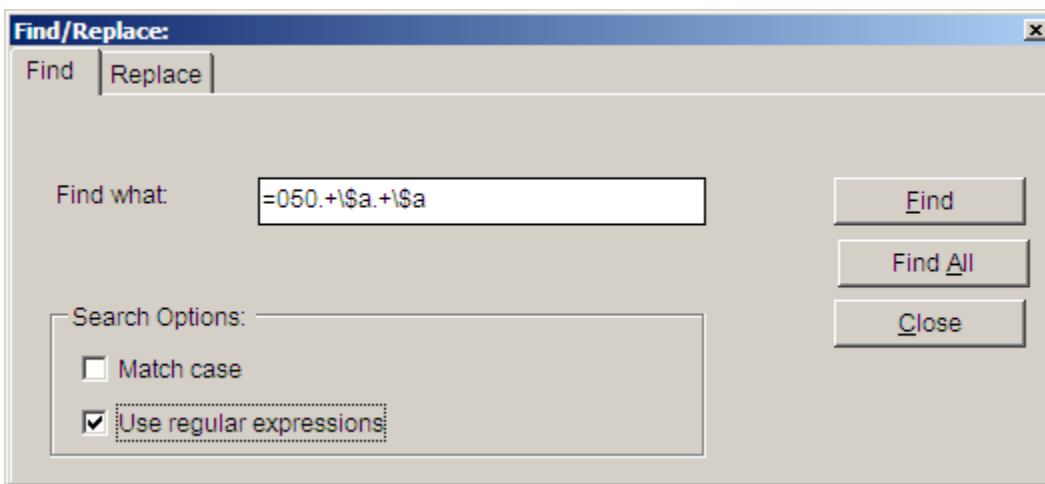 Find/Replace:
Find
Replace
Find what:
=050.+\$a.+\$a
Find
Find All
Close
Search Options:
Match case
Use regular expressions